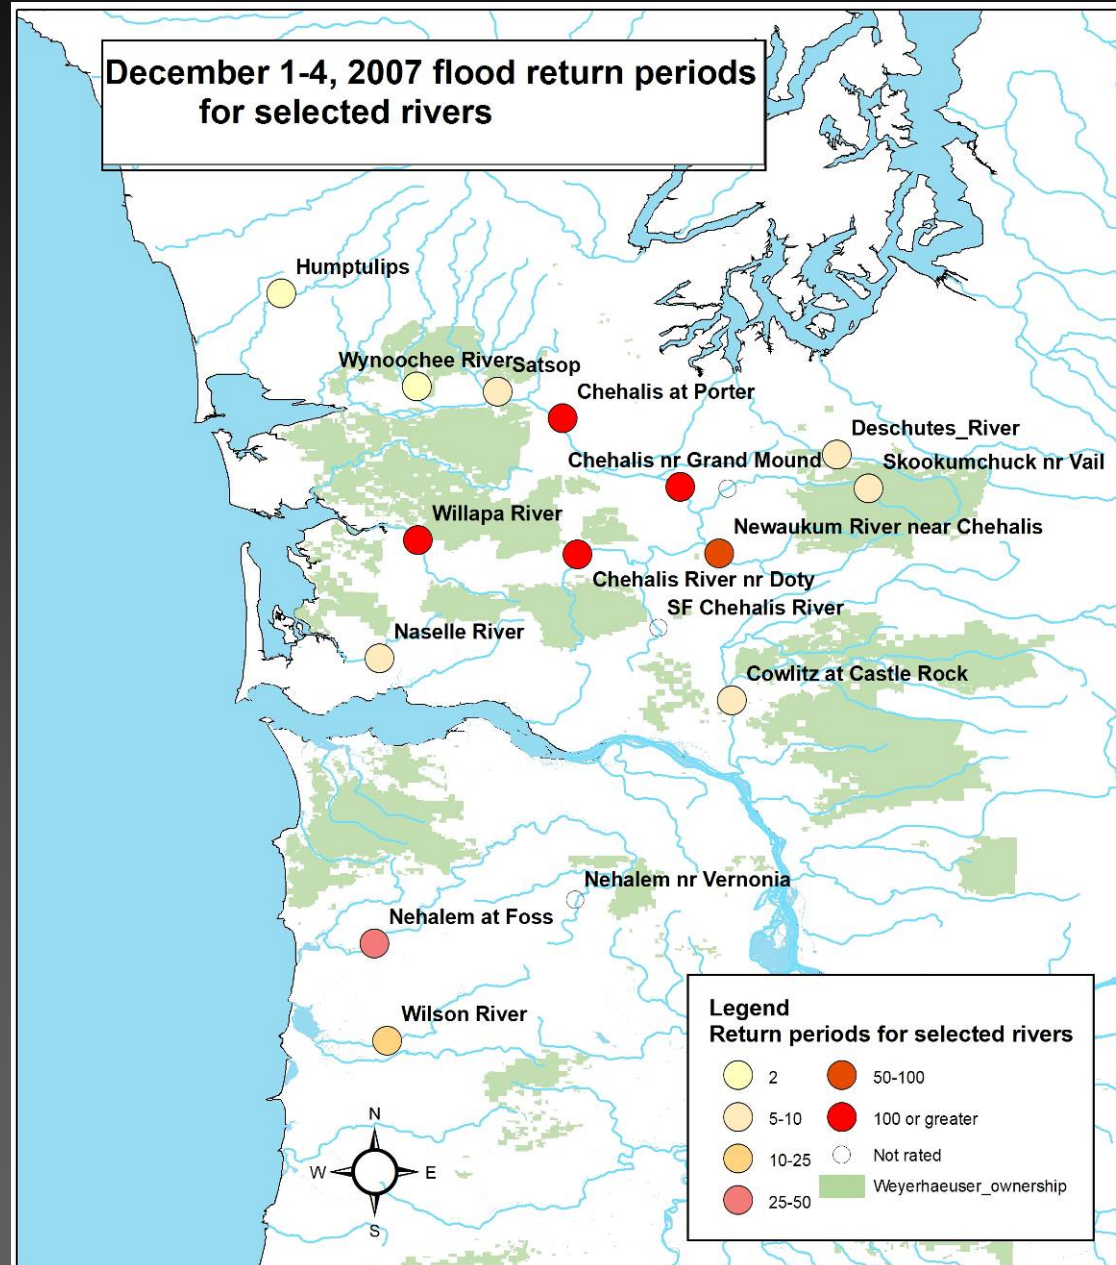 December 1-4, 2007 flood return periods
for selected rivers
Humptulips
Wynoochee Rivers
Satsop
Chehalis at Porter
Deschutes_River
Chehalis nr Grand Mound
Skookumchuck nr Vail
Willapa River
Newaukum River near Chehalis
Chehalis River nr Doty
SF Chehalis River
Naselle River
Cowlitz at Castle Rock
Nehalem nr Vernonia
Nehalem at Foss
Wilson River
N
W
E
S
Legend
Return periods for selected rivers
2
5-10
10-25
25-50
50-100
100 or greater
Not rated
Weyerhaeuser_ownership